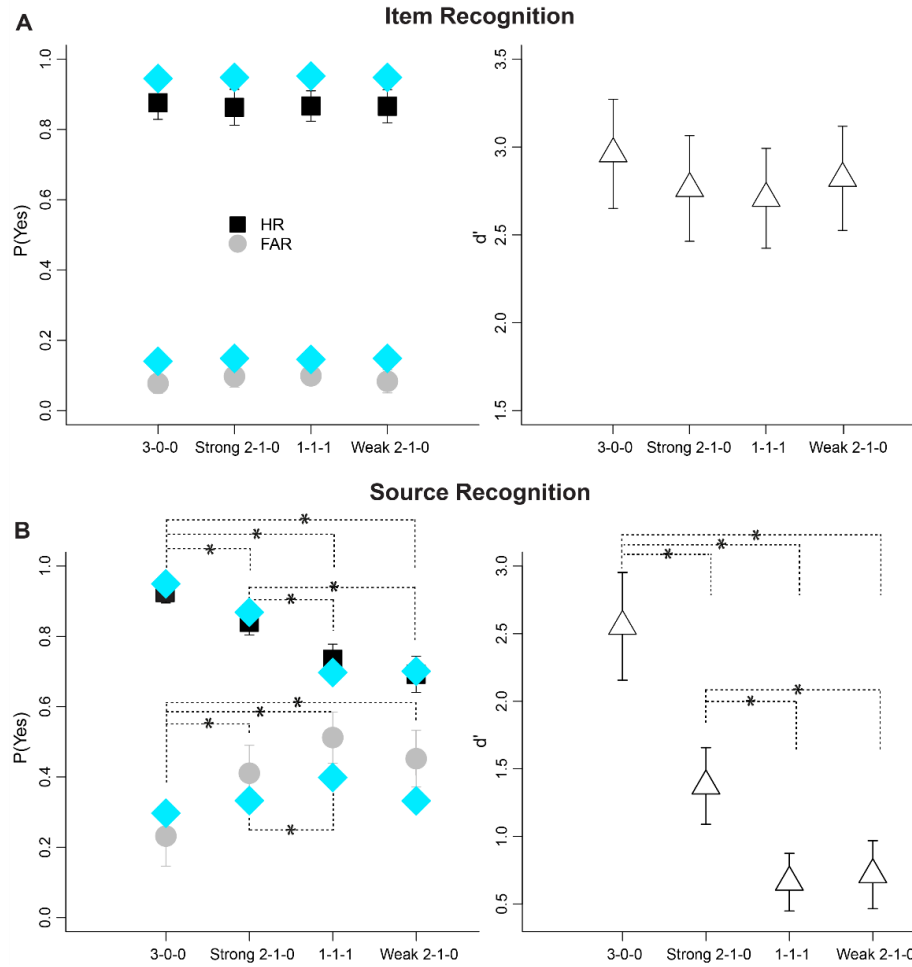 A
Item Recognition
P(Yes)
1.0
0.8
0.6
0.4
0.2
0.0
HR
FAR
3-0-0 Strong 2-1-0 1-1-1 Weak 2-1-0
d'
3.5
3.0
2.5
2.0
1.5
3-0-0 Strong 2-1-0 1-1-1 Weak 2-1-0
Source Recognition
B
P(Yes)
1.0
0.8
0.6
0.4
0.2
0.0
* * * * * * * * *
3-0-0 Strong 2-1-0 1-1-1 Weak 2-1-0
d'
3.0
2.5
2.0
1.5
1.0
0.5
* * * * *
3-0-0 Strong 2-1-0 1-1-1 Weak 2-1-0